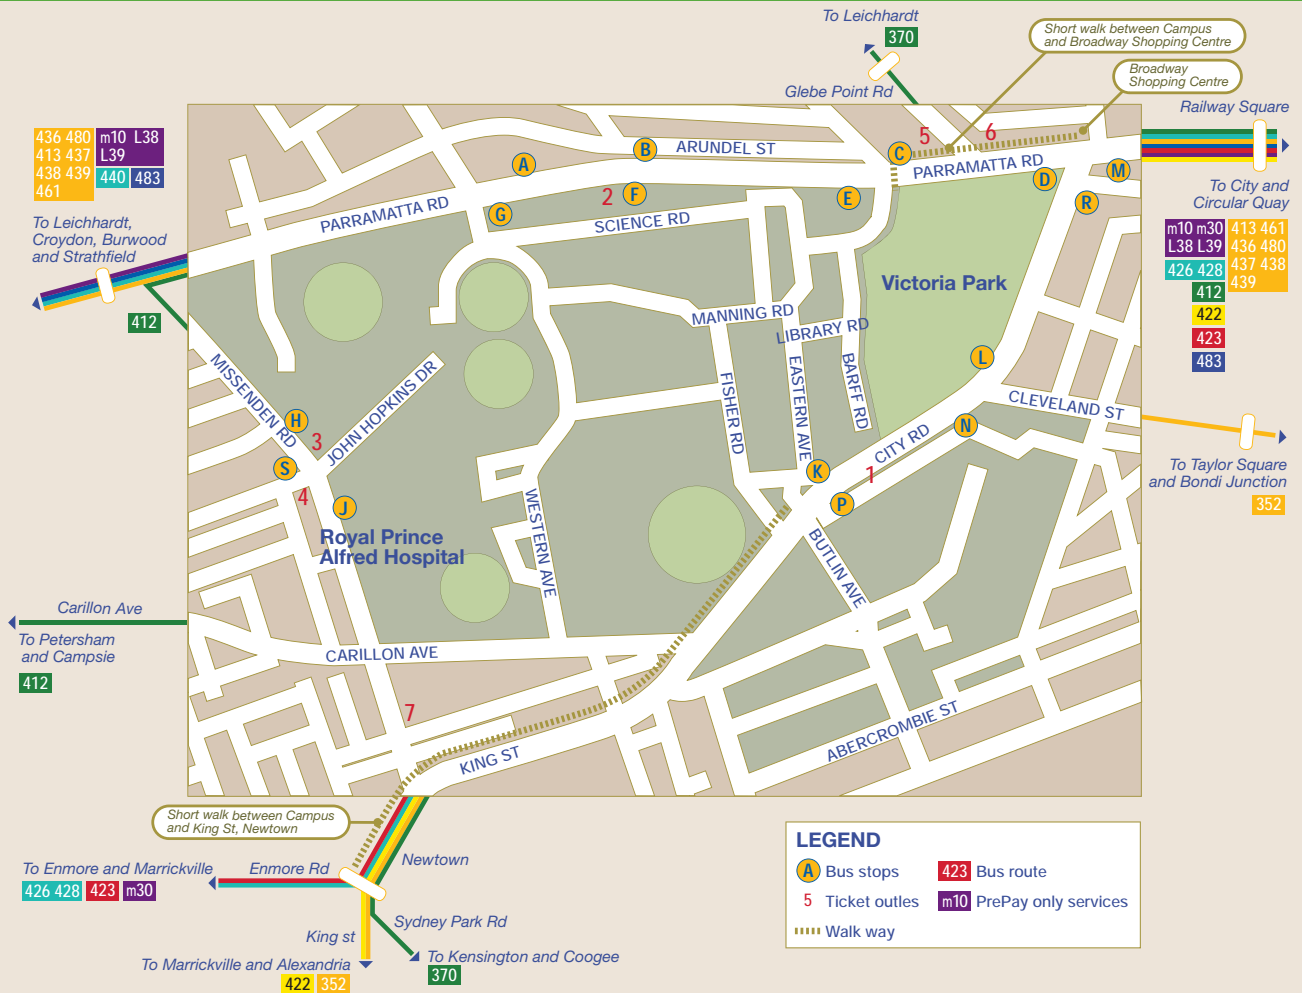 To Leichhardt
370
Glebe Point Rd
Short walk between Campus
and Broadway Shopping Centre
Broadway
Shopping Centre
Railway Square
436 480
413 437
438 439
461
m10 L38
L39
440
483
To Leichhardt,
Croydon, Burwood
and Strathfield
412
To City and
Circular Quay
m10 m30
L38 L39
426 428
412
422
423
483
413 461
436 480
437 438
439
5
6
C
B
ARUNDEL ST
A
PARRAMATTA RD
D
M
R
2
F
E
G
PARRAMATTA RD
SCIENCE RD
Victoria Park
MANNING RD
LIBRARY RD
MISSENDEN RD
JOHN HOPKINS DR
FISHER RD
EASTERN AVE
BARFF RD
L
CLEVELAND ST
H
3
S
4
J
N
CITY RD
K
1
P
Royal Prince
Alfred Hospital
WESTERN AVE
BUTLIN AVE
To Taylor Square
and Bondi Junction
352
Carillon Ave
To Petersham
and Campsie
412
CARILLON AVE
7
KING ST
ABERCROMBIE ST
Short walk between Campus
and King St, Newtown
To Enmore and Marrickville
426 428
423
m30
Enmore Rd
Newtown
Sydney Park Rd
King st
To Marrickville and Alexandria
422
352
To Kensington and Coogee
370
LEGEND
A Bus stops
423 Bus route
5 Ticket outles
m10 PrePay only services
Walk way